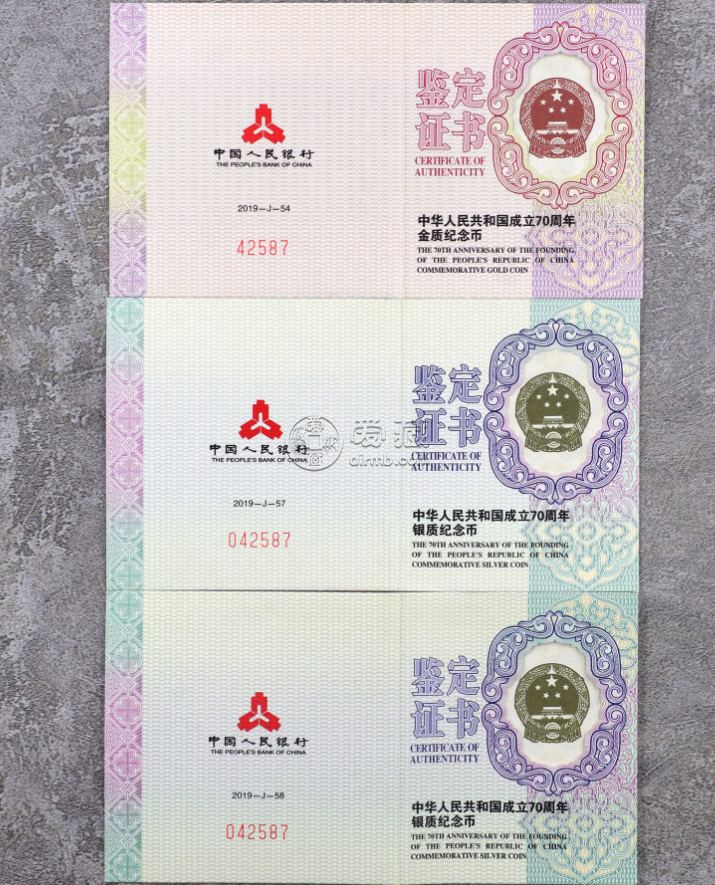 中国人民银行
THE PEOPLE'S BANK OF CHINA
2019-J-54
42587
鉴定
证书
CERTIFICATE OF
AUTHENTICITY
中华人民共和国成立70周年
金质纪念币
THE 70TH ANNIVERSARY OF THE FOUNDING
OF THE PEOPLE'S REPUBLIC OF CHINA
COMMEMORATIVE GOLD COIN
中国人民银行
THE PEOPLE'S BANK OF CHINA
2019-J-57
042587
爱藏
airmb.c
鉴定
证书
CERTIFICATE OF
AUTHENTICITY
中华人民共和国成立70周年
银质纪念币
THE 70TH ANNIVERSARY OF THE FOUNDING
OF THE PEOPLE'S REPUBLIC OF CHINA
COMMEMORATIVE SILVER COIN
中国人民银行
THE PEOPLE'S BANK OF CHINA
2019-J-58
042587
鉴定
证书
CERTIFICATE OF
AUTHENTICITY
中华人民共和国成立70周年
银质纪念币
THE 70TH ANNIVERSARY OF THE FOUNDING
OF THE PEOPLE'S REPUBLIC OF CHINA
COMMEMORATIVE SILVER COIN